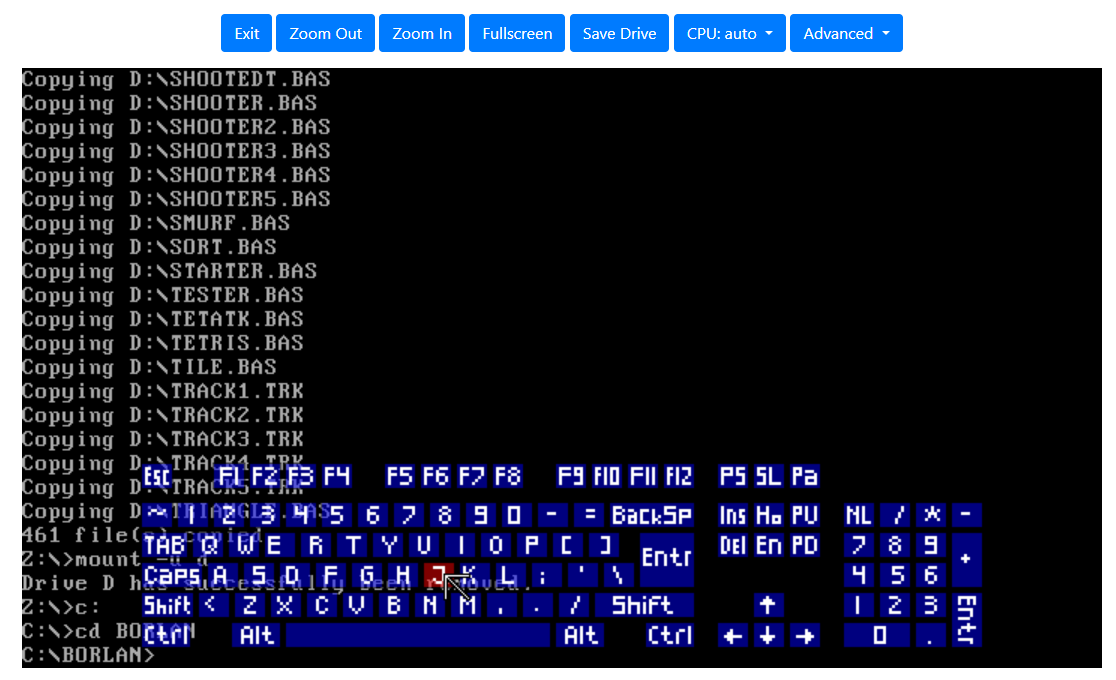 Exit Zoom Out Zoom In Fullscreen Save Drive CPU: auto Advanced
Copying D:\SHOOTEDT.BAS
Copying D:\SHOOTER.BAS
Copying D:\SHOOTER2.BAS
Copying D:\SHOOTER3.BAS
Copying D:\SHOOTER4.BAS
Copying D:\SHOOTER5.BAS
Copying D:\SMURF.BAS
Copying D:\SORT.BAS
Copying D:\STARTER.BAS
Copying D:\TESTER.BAS
Copying D:\TETATK.BAS
Copying D:\TETRIS.BAS
Copying D:\TILE.BAS
Copying D:\TRACK1.TRK
Copying D:\TRACK2.TRK
Copying D:\TRACK3.TRK
Copying D:\TRACK4.TRK
Copying D:\TRACK5.TRK
Copying D:\TRIANGLE.BAS
461 file(s) copied
Z:\>mount -u d
Drive D has successfully been removed.
Z:\>c:
C:\>cd BORLAN
C:\BORLAN>
Esc F1 F2 F3 F4 F5 F6 F7 F8 F9 F10 F11 F12 PS SL Pa
~ 1 2 3 4 5 6 7 8 9 0 - = BackSP Ins Ho PU NL / * -
TAB Q W E R T Y U I O P [ ] Entr Del En PD 7 8 9 +
Caps A S D F G H J K L ; ' \ 4 5 6
Shift < Z X C V B N M , . / Shift ↑ 1 2 3 Entr
Ctrl Alt Alt Ctrl ← ↓ → 0 .